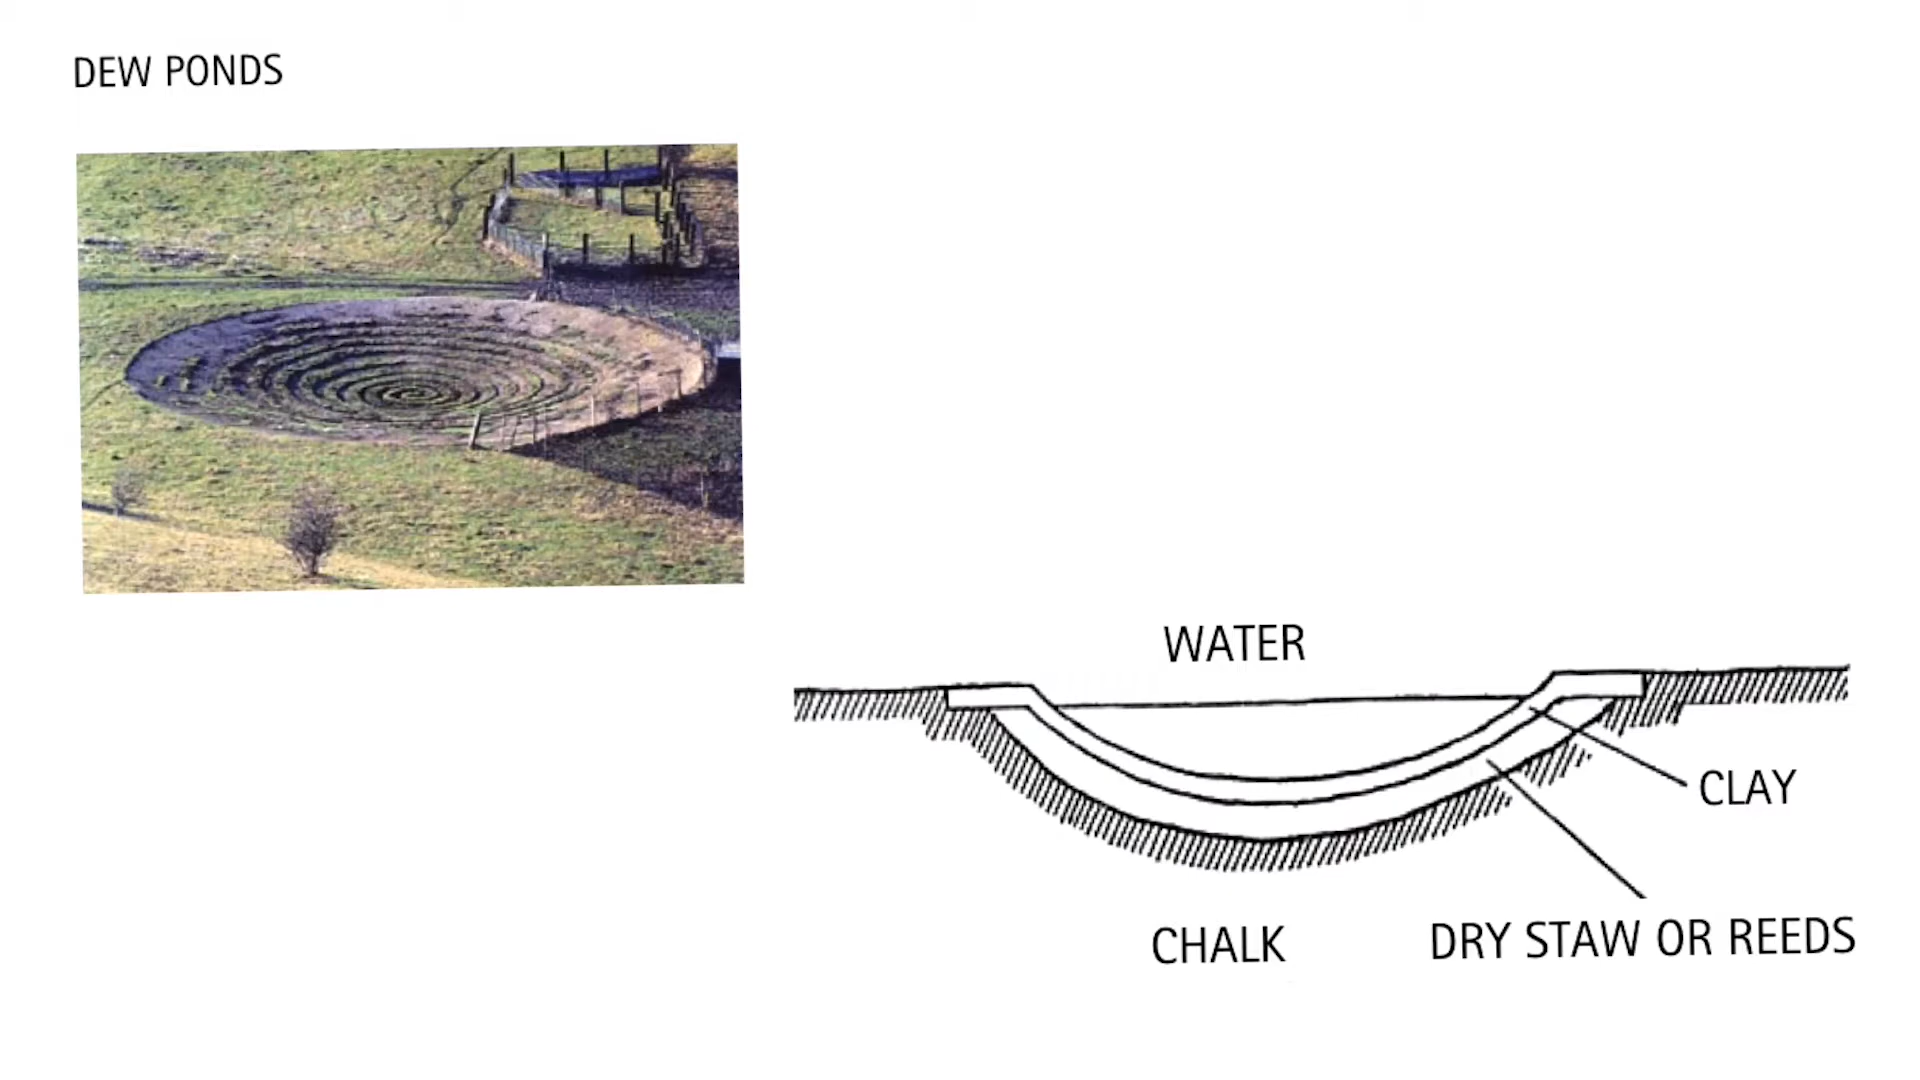 DEW PONDS
WATER
CLAY
CHALK
DRY STAW OR REEDS